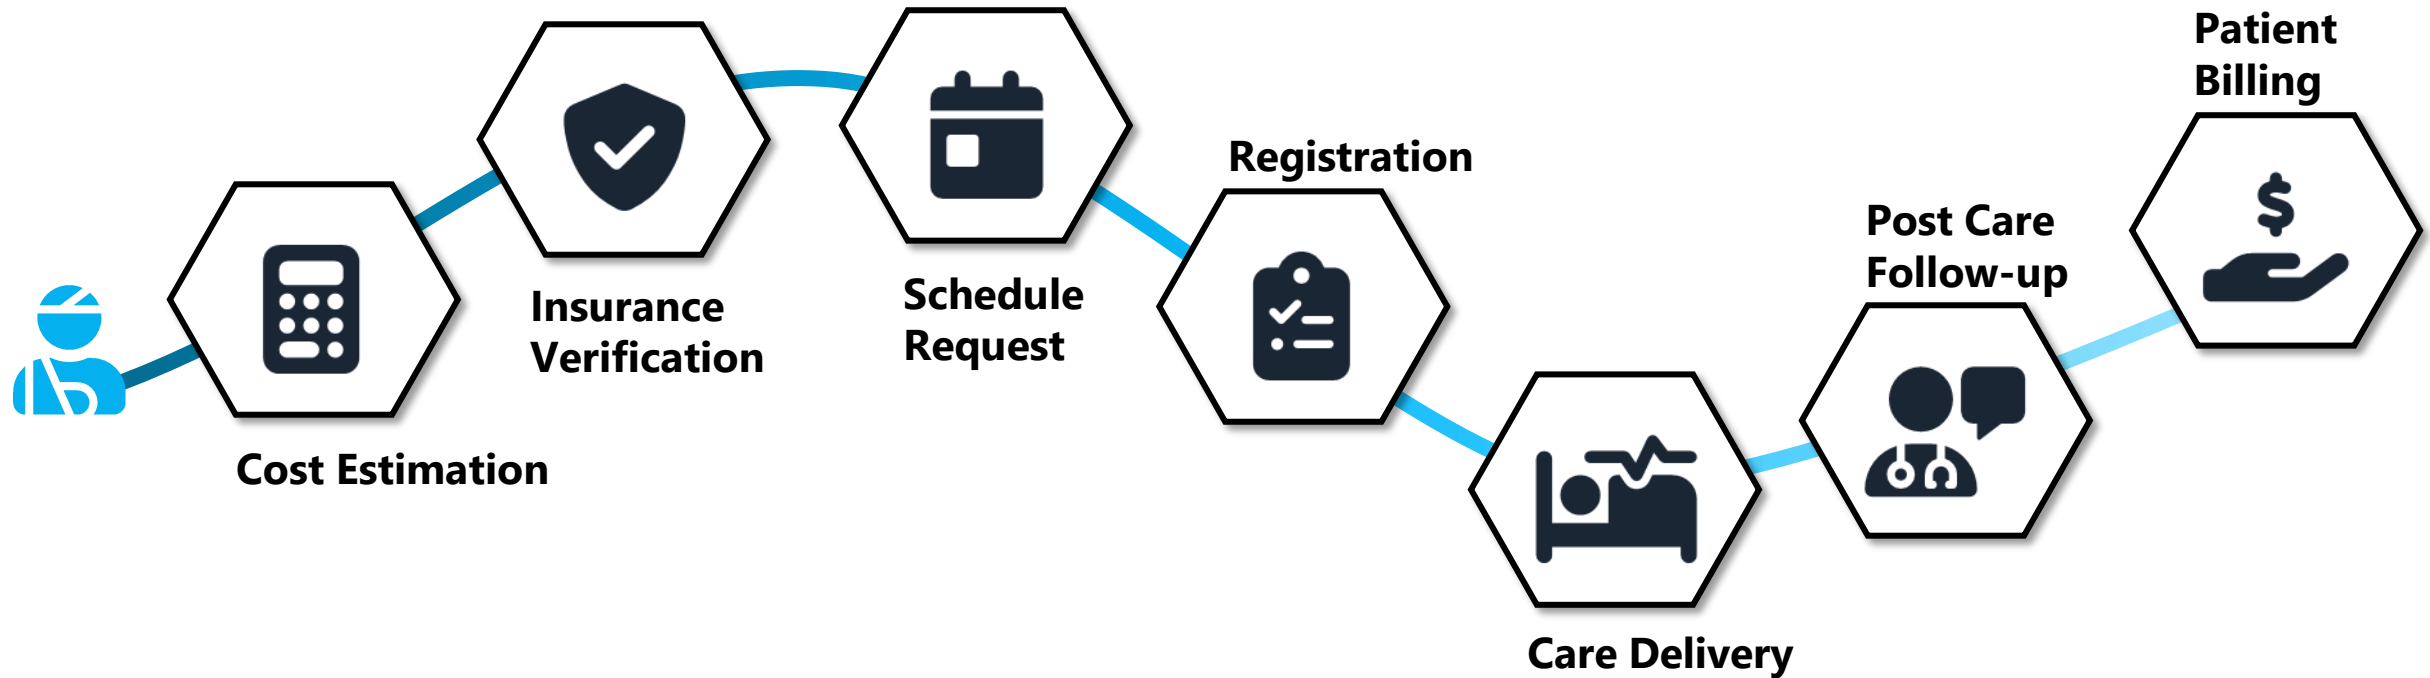 Cost Estimation
Insurance
Verification
Schedule
Request
Registration
Care Delivery
Post Care
Follow-up
Patient
Billing